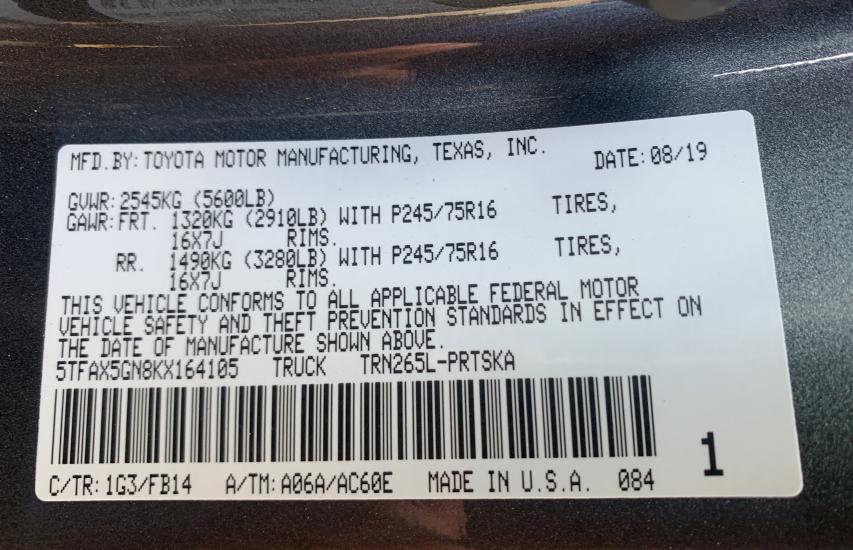 MFD.BY: TOYOTA MOTOR MANUFACTURING, TEXAS, INC. DATE: 08/19
GVWR: 2545KG (5600LB)
GAWR: FRT. 1320KG (2910LB) WITH P245/75R16 TIRES,
16X7J RIMS.
RR. 1490KG (3280LB) WITH P245/75R16 TIRES,
16X7J RIMS.
THIS VEHICLE CONFORMS TO ALL APPLICABLE FEDERAL MOTOR
VEHICLE SAFETY AND THEFT PREVENTION STANDARDS IN EFFECT ON
THE DATE OF MANUFACTURE SHOWN ABOVE.
5TFAX5GN8KX164105 TRUCK TRN265L-PRTSKA
C/TR: 1G3/FB14 A/TM: A06A/AC60E MADE IN U.S.A. 084 1